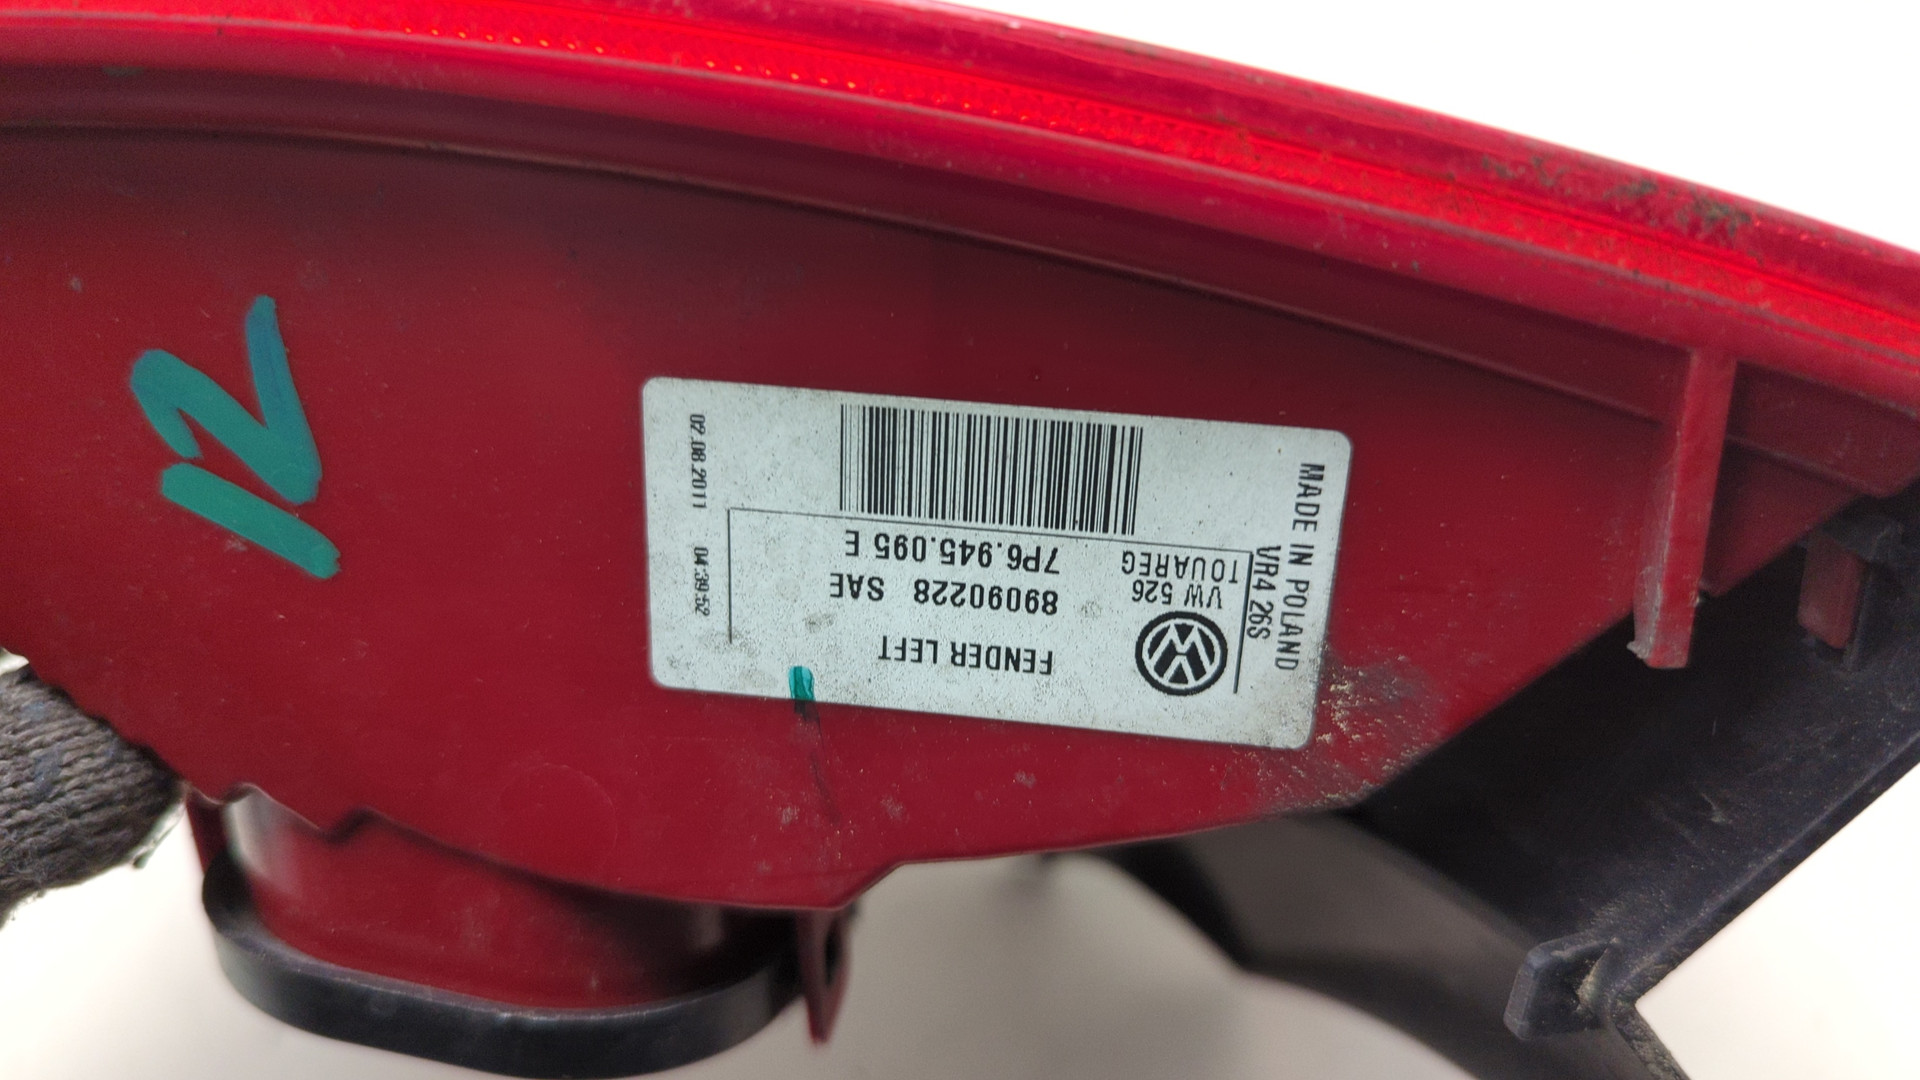 FENDER LEFT
89090228 SAE
7P6.945.095 E
VW 526
TOUAREG
VR4 26S
MADE IN POLAND
02.08.2011 04:39:52
12